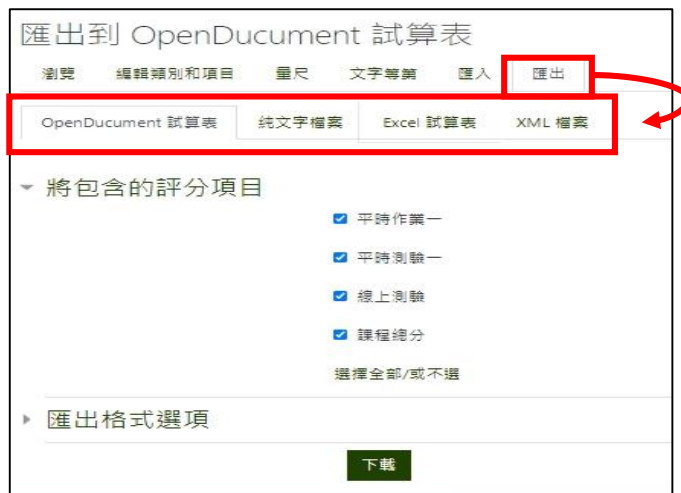 匯出到 OpenDucument 試算表
瀏覽 編輯類別和項目 量尺 文字等第 匯入 匯出
OpenDucument 試算表 纯文字檔案 Excel 試算表 XML 檔案
將包含的評分項目
平時作業一
平時測驗一
線上測驗
課程總分
選擇全部/或不選
匯出格式選項
下載